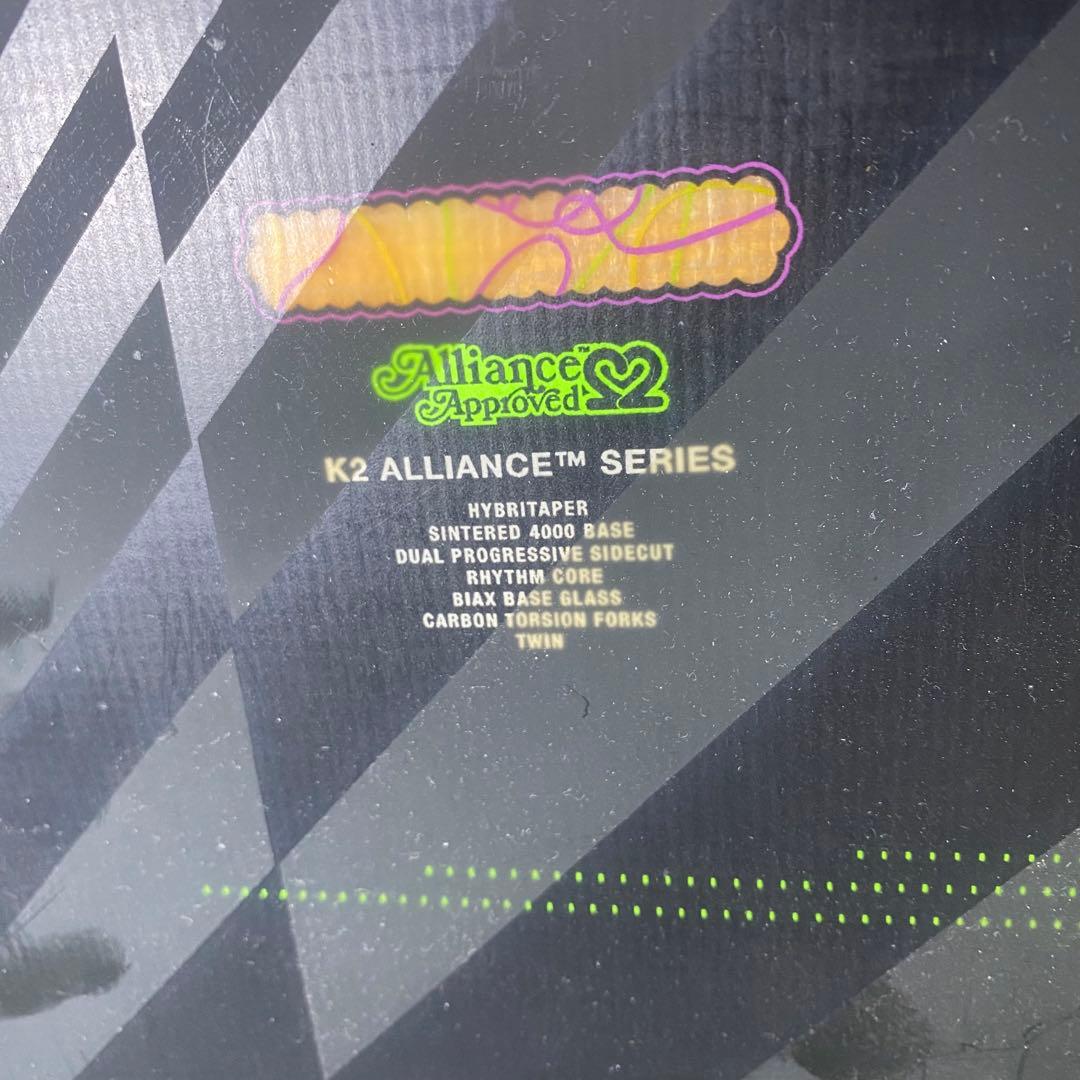 Alliance™
Approved
K2 ALLIANCE™ SERIES
HYBRITAPER
SINTERED 4000 BASE
DUAL PROGRESSIVE SIDECUT
RHYTHM CORE
BIAX BASE GLASS
CARBON TORSION FORKS
TWIN